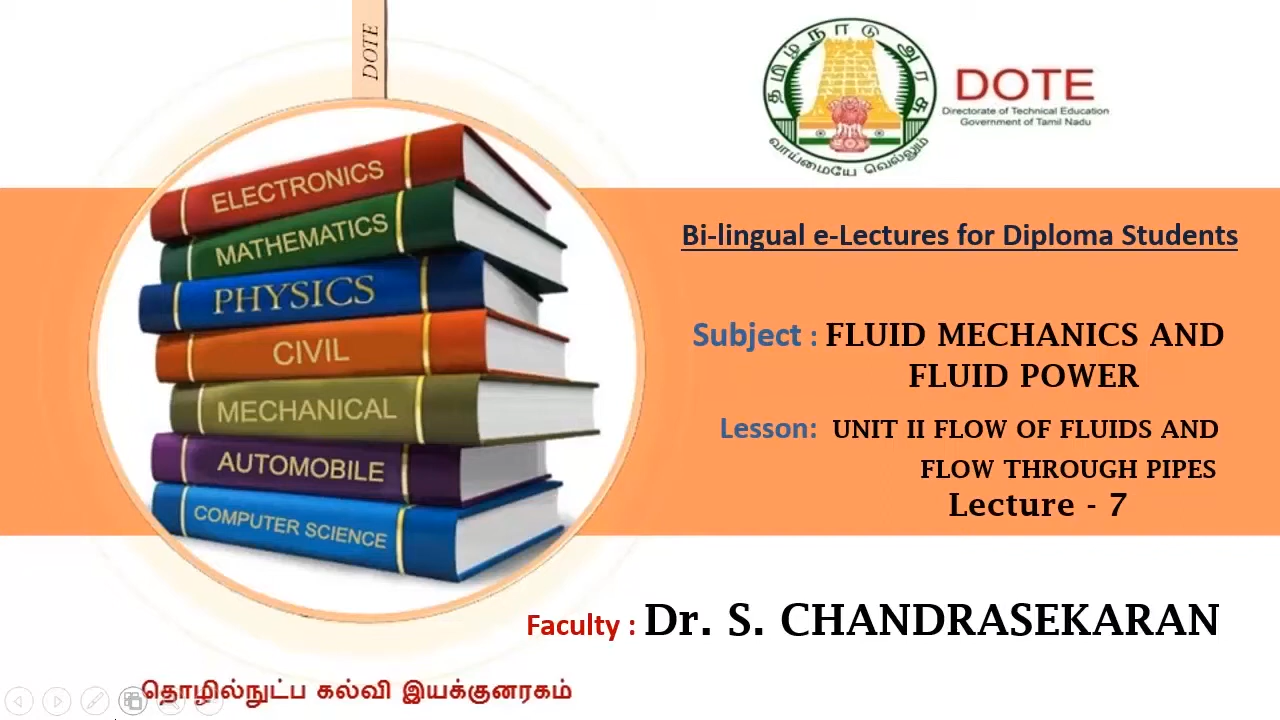 DOTE
தமிழ்நாடு அரசு
வாய்மையே வெல்லும்
DOTE
Directorate of Technical Education
Government of Tamil Nadu
ELECTRONICS
MATHEMATICS
PHYSICS
CIVIL
MECHANICAL
AUTOMOBILE
COMPUTER SCIENCE
Bi-lingual e-Lectures for Diploma Students
Subject : FLUID MECHANICS AND
FLUID POWER
Lesson: UNIT II FLOW OF FLUIDS AND
FLOW THROUGH PIPES
Lecture - 7
Faculty : Dr. S. CHANDRASEKARAN
தொழில்நுட்ப கல்வி இயக்குனரகம்